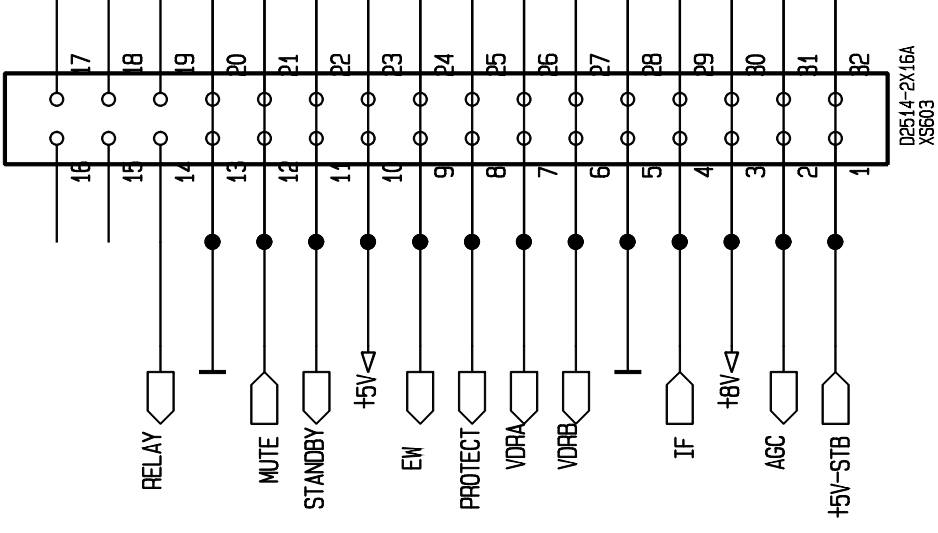 17 18 19 20 21 22 23 24 25 26 27 28 29 30 31 32
16 15 14 13 12 11 10 9 8 7 6 5 4 3 2 1
D2514-2X16A
XS603
RELAY
MUTE
STANDBY
+5V
EW
PROTECT
VDRA
VDRB
IF
+8V
AGC
+5V-STB